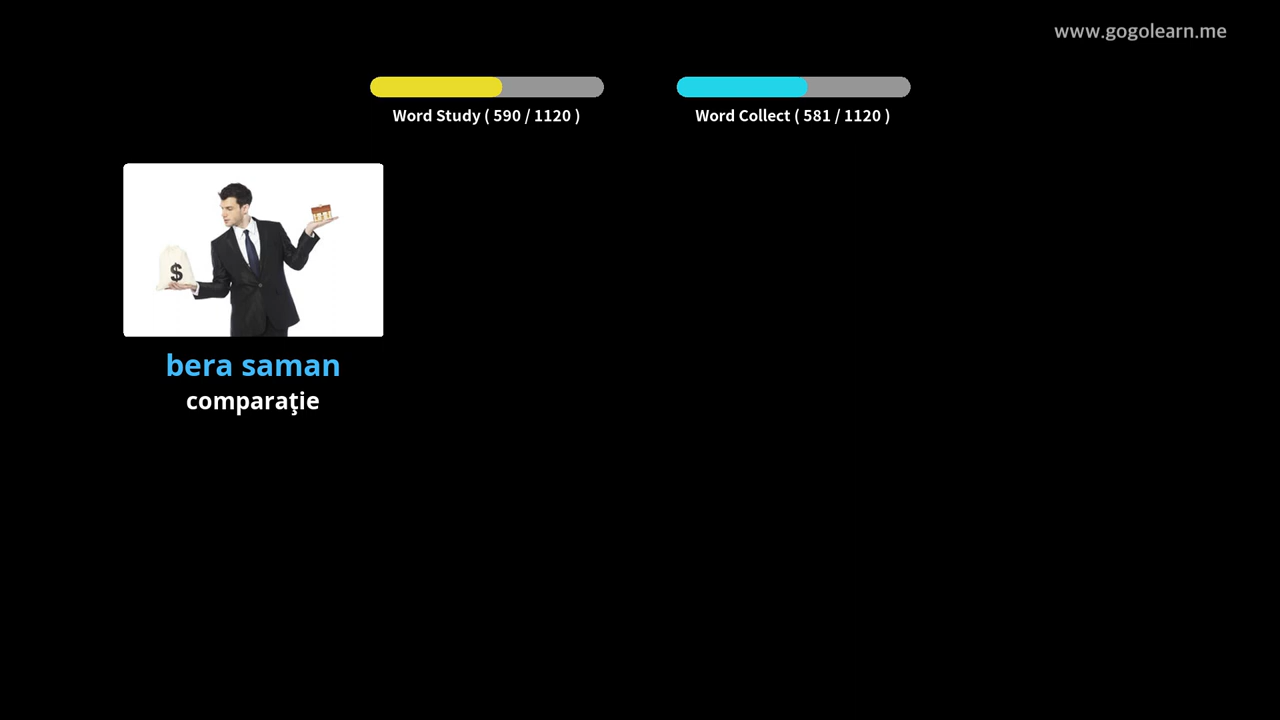 www.gogolearn.me
Word Study ( 590 / 1120 )
Word Collect ( 581 / 1120 )
$
bera saman
comparaţie